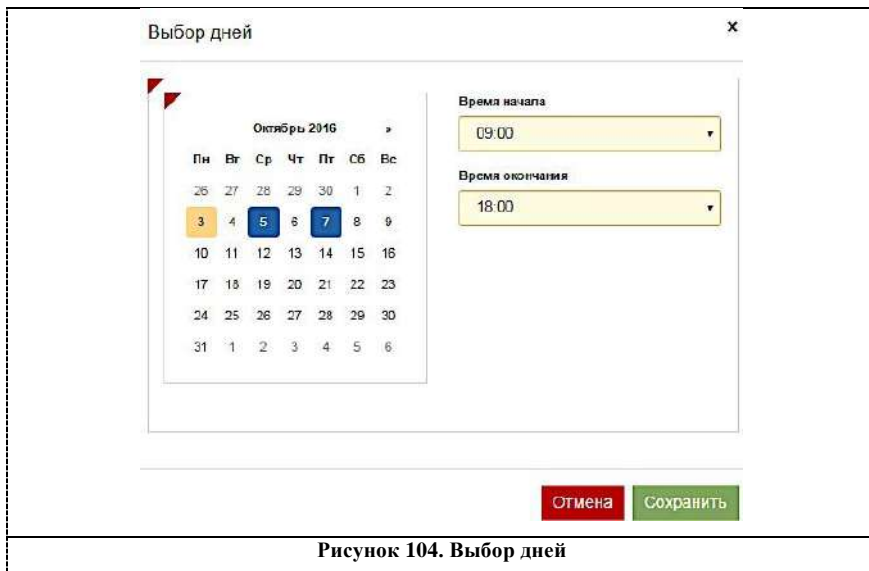 Выбор дней x
Октябрь 2016 »
Пн Вт Ср Чт Пт Сб Вс
26 27 28 29 30 1 2
3 4 5 6 7 8 9
10 11 12 13 14 15 16
17 18 19 20 21 22 23
24 25 26 27 28 29 30
31 1 2 3 4 5 6
Время начала
09:00
Время окончания
18:00
Отмена Сохранить
Рисунок 104. Выбор дней